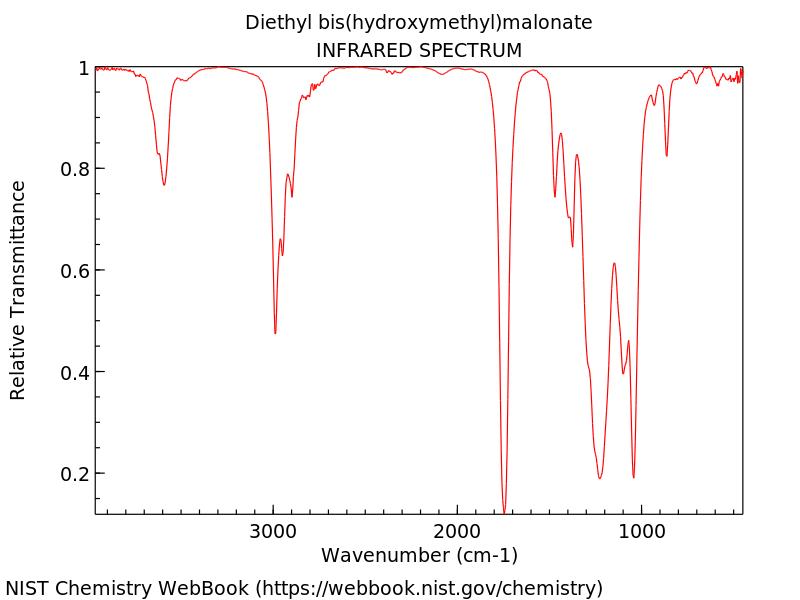 Diethyl bis(hydroxymethyl)malonate
INFRARED SPECTRUM
1
0.8
0.6
0.4
0.2
Relative Transmittance
3000 2000 1000
Wavenumber (cm-1)
NIST Chemistry WebBook (https://webbook.nist.gov/chemistry)